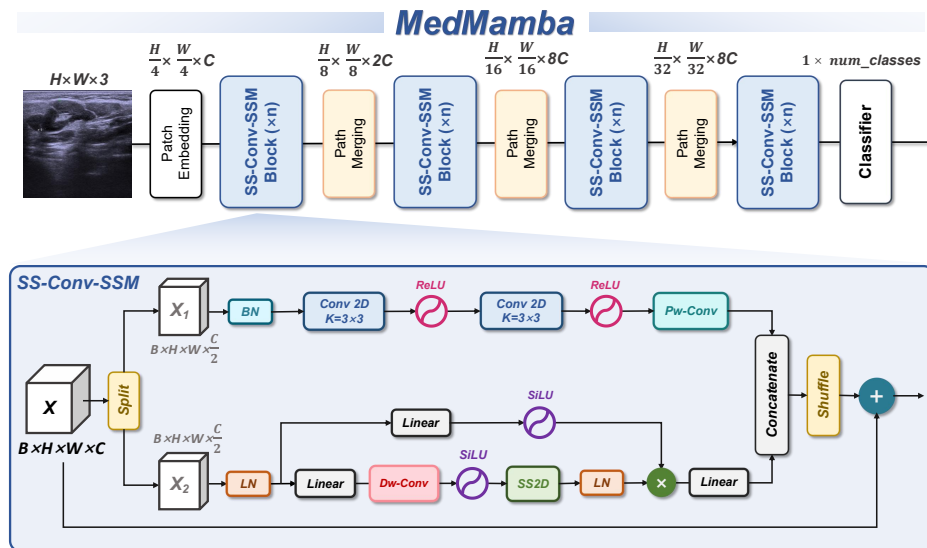 MedMamba
H×W×3
H/4 × W/4 ×C
H/8 × W/8 ×2C
H/16 × W/16 ×8C
H/32 × W/32 ×8C
1 × num_classes
Patch
Embedding
SS-Conv-SSM
Block (×n)
Path
Merging
SS-Conv-SSM
Block (×n)
Path
Merging
SS-Conv-SSM
Block (×n)
Path
Merging
SS-Conv-SSM
Block (×n)
Classifier
SS-Conv-SSM
X
B×H×W×C
Split
X₁
B×H×W× C/2
BN
Conv 2D
K=3×3
ReLU
Conv 2D
K=3×3
ReLU
Pw-Conv
B×H×W× C/2
X₂
LN
Linear
SiLU
Linear
Dw-Conv
SiLU
SS2D
LN
×
Linear
Concatenate
Shuffle
+